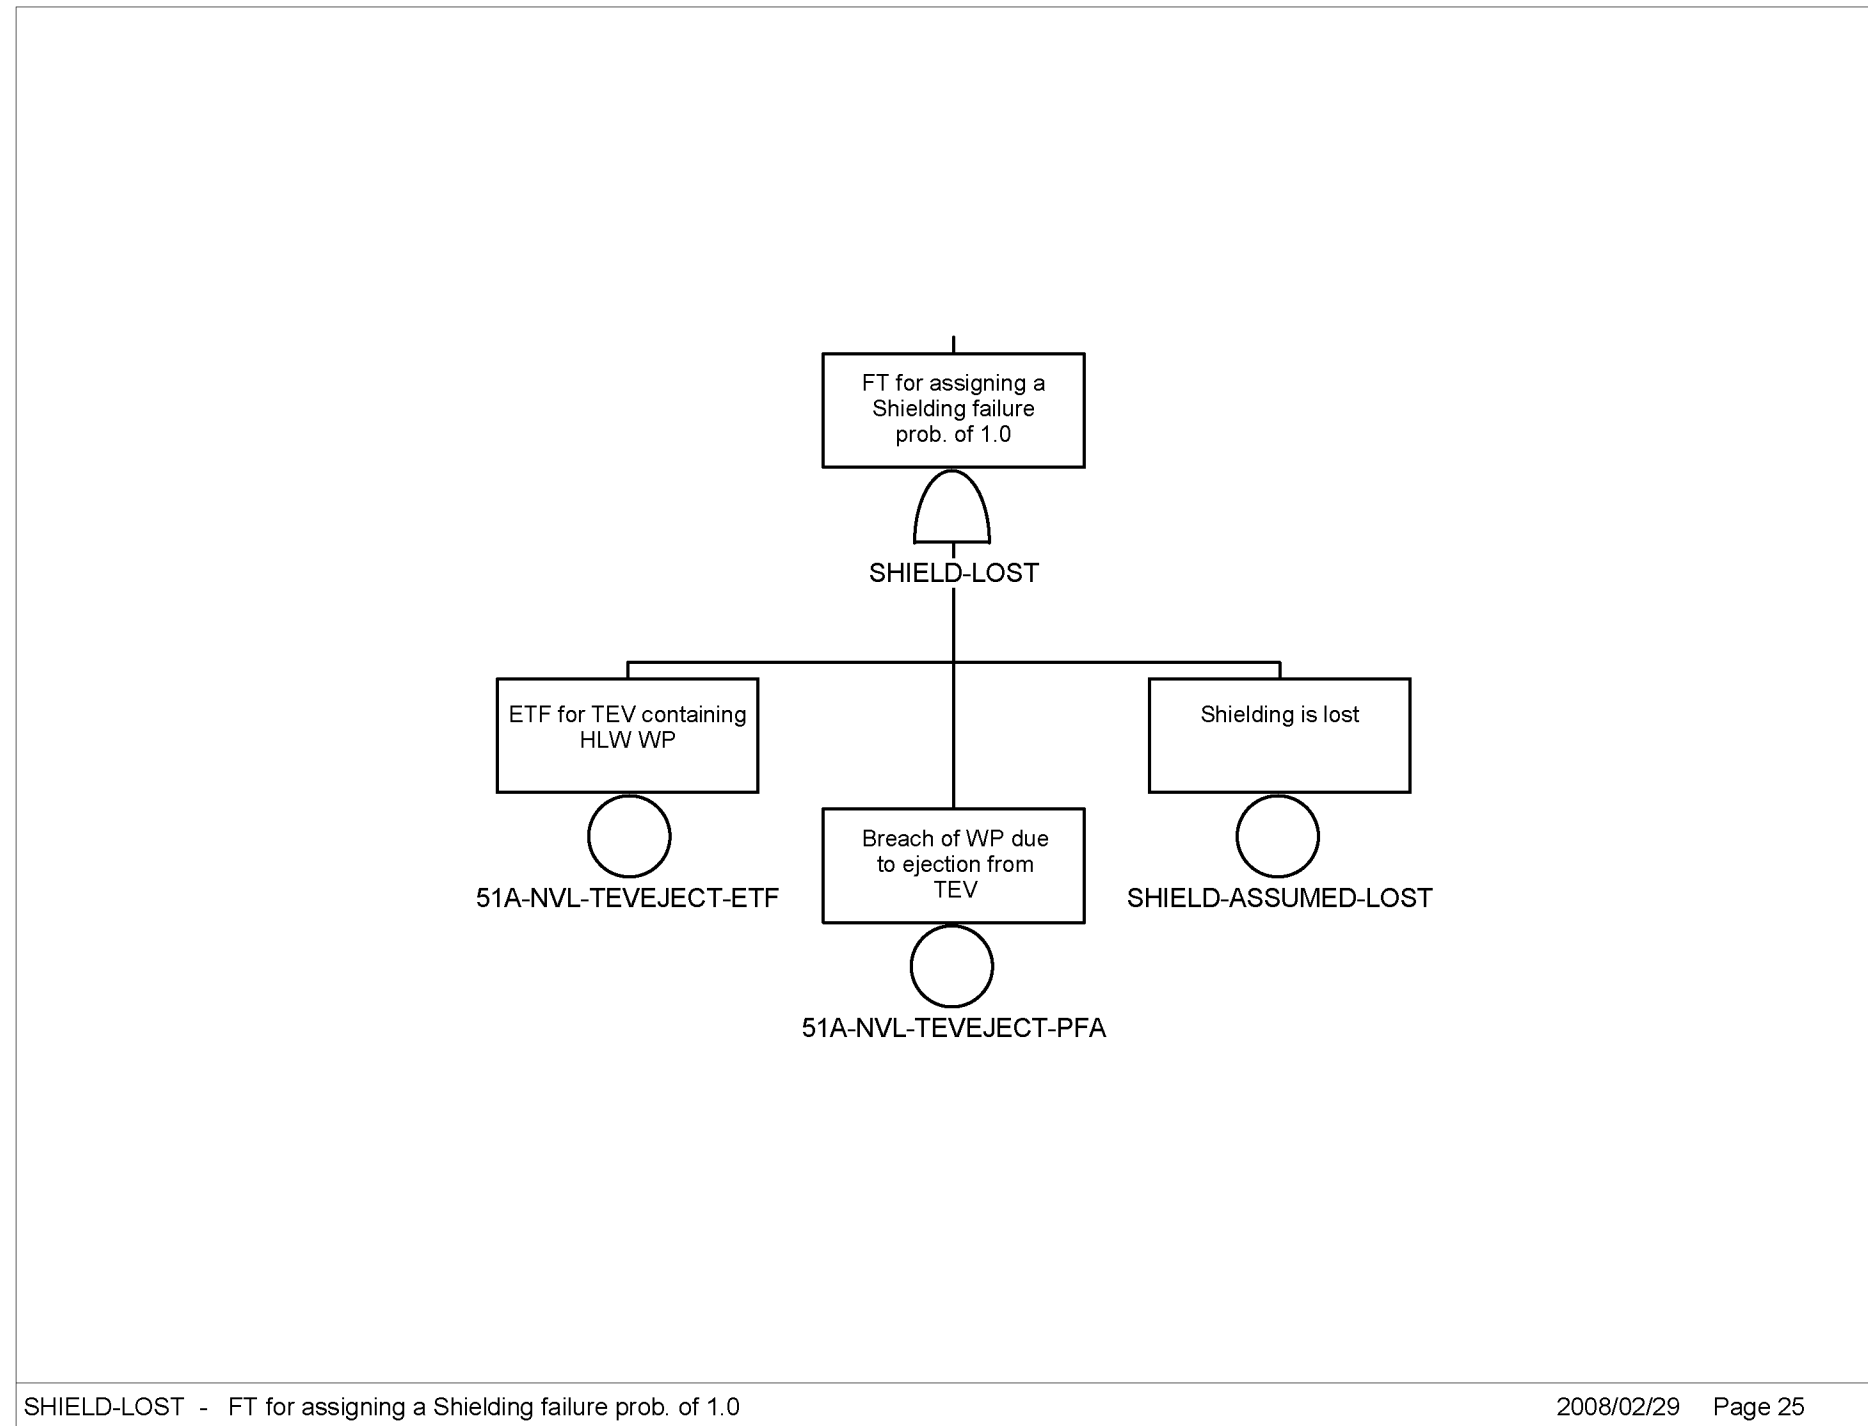 FT for assigning a
Shielding failure
prob. of 1.0
SHIELD-LOST
ETF for TEV containing
HLW WP
51A-NVL-TEVEJECT-ETF
Breach of WP due
to ejection from
TEV
51A-NVL-TEVEJECT-PFA
Shielding is lost
SHIELD-ASSUMED-LOST
SHIELD-LOST - FT for assigning a Shielding failure prob. of 1.0
2008/02/29 Page 25